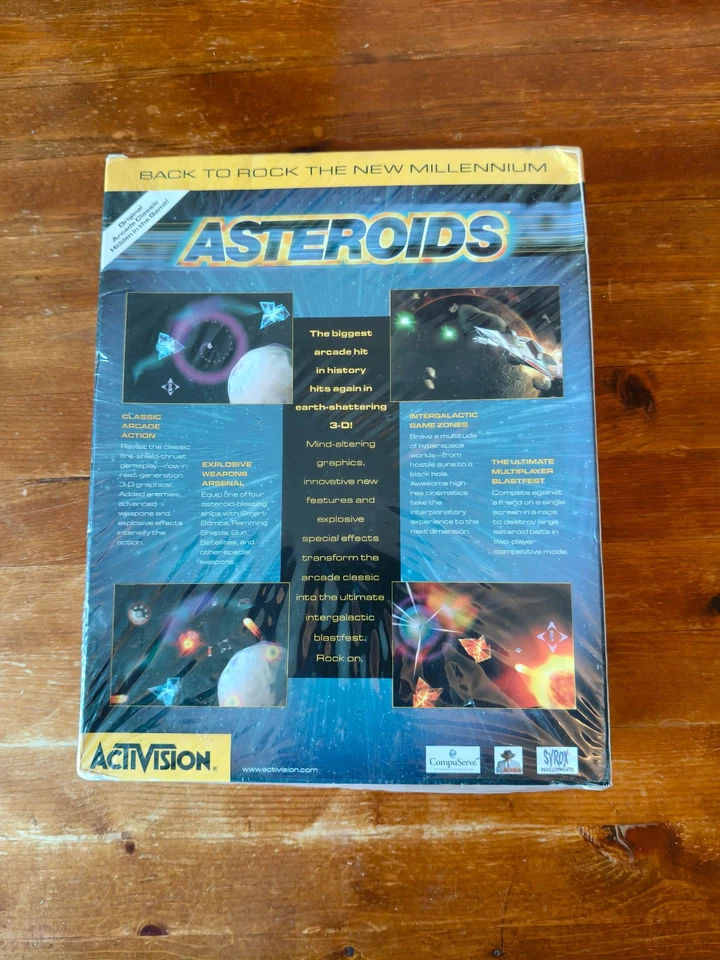 BACK TO ROCK THE NEW MILLENNIUM
Original
Arcade Classic
Hidden in the Game!
ASTEROIDS™
The biggest
arcade hit
in history
hits again in
earth-shattering
3-D!
Mind-altering
graphics,
innovative new
features and
explosive
special effects
transform the
arcade classic
into the ultimate
intergalactic
blastfest.
Rock on.
CLASSIC
ARCADE
ACTION
Revisit the classic
fire-shield-thrust
gameplay—now in
next-generation
3-D graphics!
Added enemies,
advanced
weapons and
explosive effects
intensify the
action.
EXPLOSIVE
WEAPONS
ARSENAL
Equip one of four
asteroid-blasting
ships with Smart
Bombs, Ramming
Shields, Gun
Satellites, and
other special
weapons.
INTERGALACTIC
GAME ZONES
Brave a multitude
of hyperspace
worlds—from
hostile suns to a
black hole.
Awesome high-
res cinematics
take the
interplanetary
experience to the
next dimension.
THE ULTIMATE
MULTIPLAYER
BLASTFEST
Compete against
a friend on a single
screen in a race
to destroy large
asteroid belts in
two-player
competitive mode.
ACTIVISION®
www.activision.com
CompuServe™
SYROX
DEVELOPMENTS